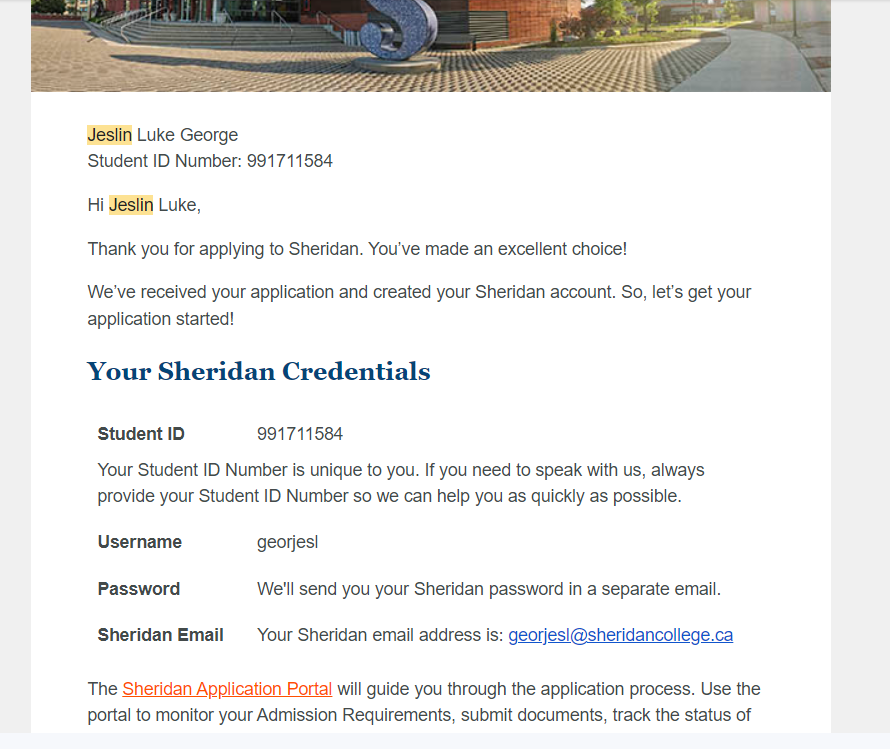 Jeslin Luke George
Student ID Number: 991711584
Hi Jeslin Luke,
Thank you for applying to Sheridan. You’ve made an excellent choice!
We’ve received your application and created your Sheridan account. So, let’s get your
application started!
Your Sheridan Credentials
Student ID 991711584
Your Student ID Number is unique to you. If you need to speak with us, always
provide your Student ID Number so we can help you as quickly as possible.
Username georjesl
Password We'll send you your Sheridan password in a separate email.
Sheridan Email Your Sheridan email address is: georjesl@sheridancollege.ca
The Sheridan Application Portal will guide you through the application process. Use the
portal to monitor your Admission Requirements, submit documents, track the status of